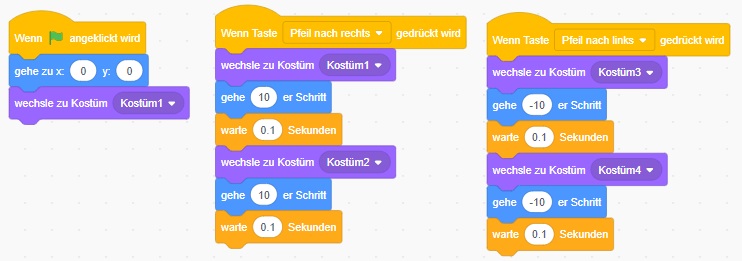 Wenn angeklickt wird
gehe zu x: 0 y: 0
wechsle zu Kostüm Kostüm1
Wenn Taste Pfeil nach rechts gedrückt wird
wechsle zu Kostüm Kostüm1
gehe 10 er Schritt
warte 0.1 Sekunden
wechsle zu Kostüm Kostüm2
gehe 10 er Schritt
warte 0.1 Sekunden
Wenn Taste Pfeil nach links gedrückt wird
wechsle zu Kostüm Kostüm3
gehe -10 er Schritt
warte 0.1 Sekunden
wechsle zu Kostüm Kostüm4
gehe -10 er Schritt
warte 0.1 Sekunden